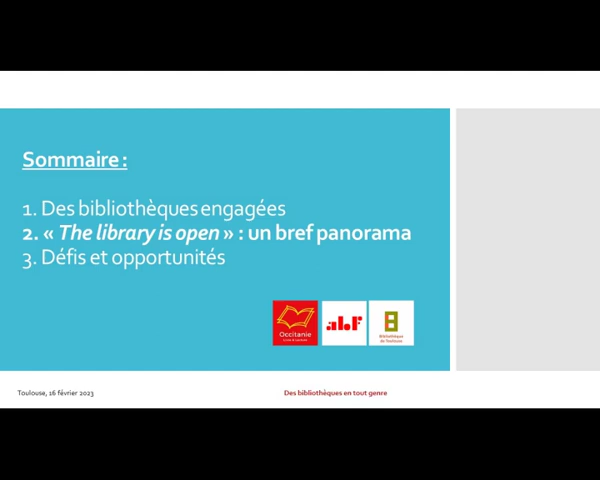 Sommaire :
1. Des bibliothèques engagées
2. « The library is open » : un bref panorama
3. Défis et opportunités
Occitanie
abf
Bibliothèque
de Toulouse
Toulouse, 16 février 2023
Des bibliothèques en tout genre